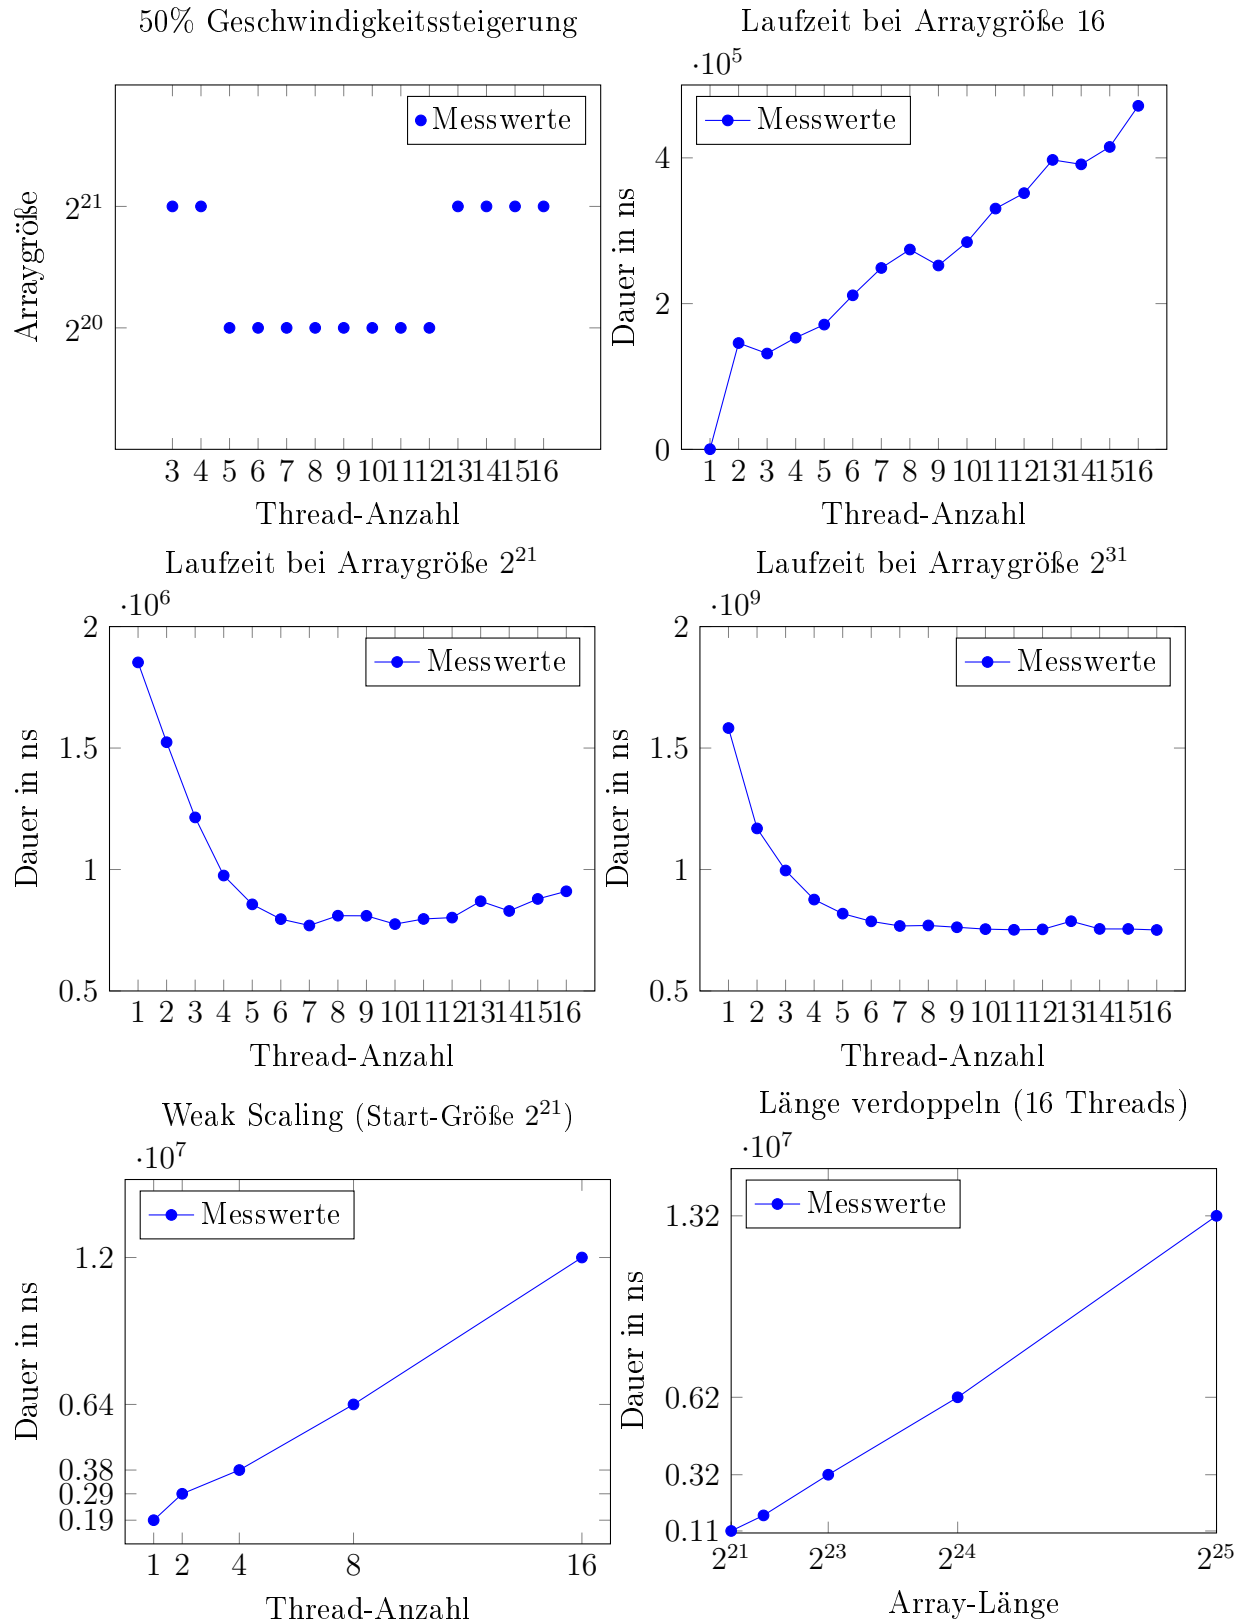 50% Geschwindigkeitssteigerung
Messwerte
Arraygröße
2^21
2^20
3 4 5 6 7 8 9 10 11 12 13 14 15 16
Thread-Anzahl
Laufzeit bei Arraygröße 16
·10^5
Messwerte
Dauer in ns
4
2
0
1 2 3 4 5 6 7 8 9 10 11 12 13 14 15 16
Thread-Anzahl
Laufzeit bei Arraygröße 2^21
·10^6
Messwerte
Dauer in ns
2
1.5
1
0.5
1 2 3 4 5 6 7 8 9 10 11 12 13 14 15 16
Thread-Anzahl
Laufzeit bei Arraygröße 2^31
·10^9
Messwerte
Dauer in ns
2
1.5
1
0.5
1 2 3 4 5 6 7 8 9 10 11 12 13 14 15 16
Thread-Anzahl
Weak Scaling (Start-Größe 2^21)
·10^7
Messwerte
Dauer in ns
1.2
0.64
0.38
0.29
0.19
1 2 4 8 16
Thread-Anzahl
Länge verdoppeln (16 Threads)
·10^7
Messwerte
Dauer in ns
1.32
0.62
0.32
0.11
2^21 2^23 2^24 2^25
Array-Länge